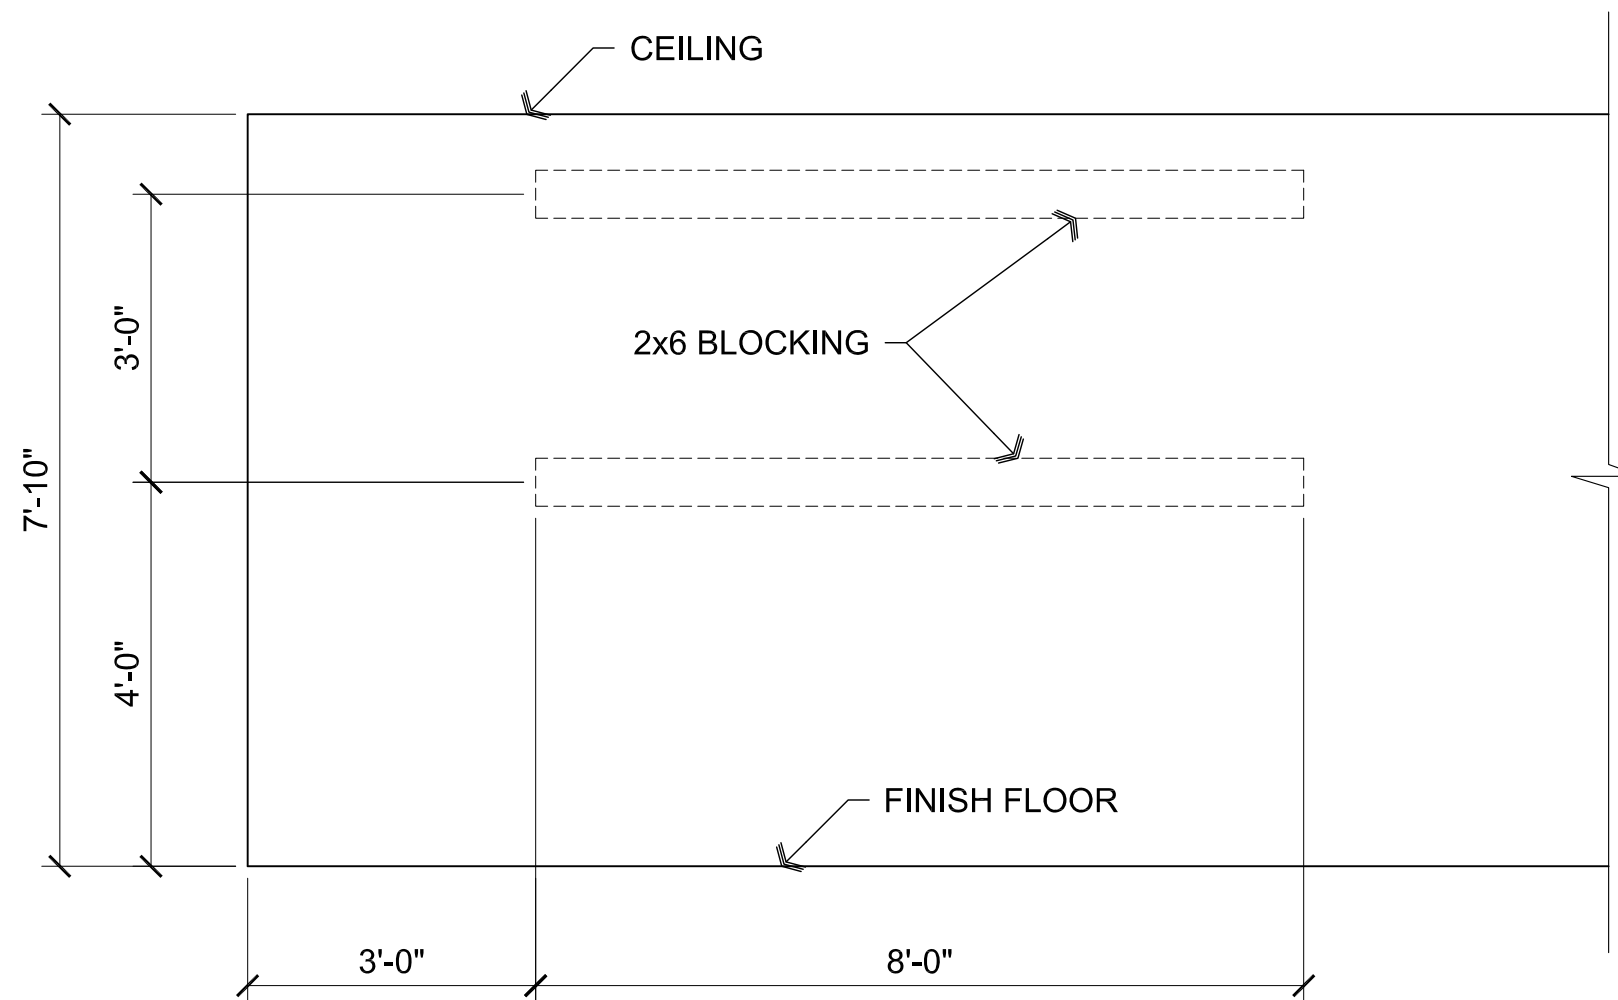 CEILING
3'-0"
2x6 BLOCKING
7'-10"
4'-0"
FINISH FLOOR
3'-0"
8'-0"